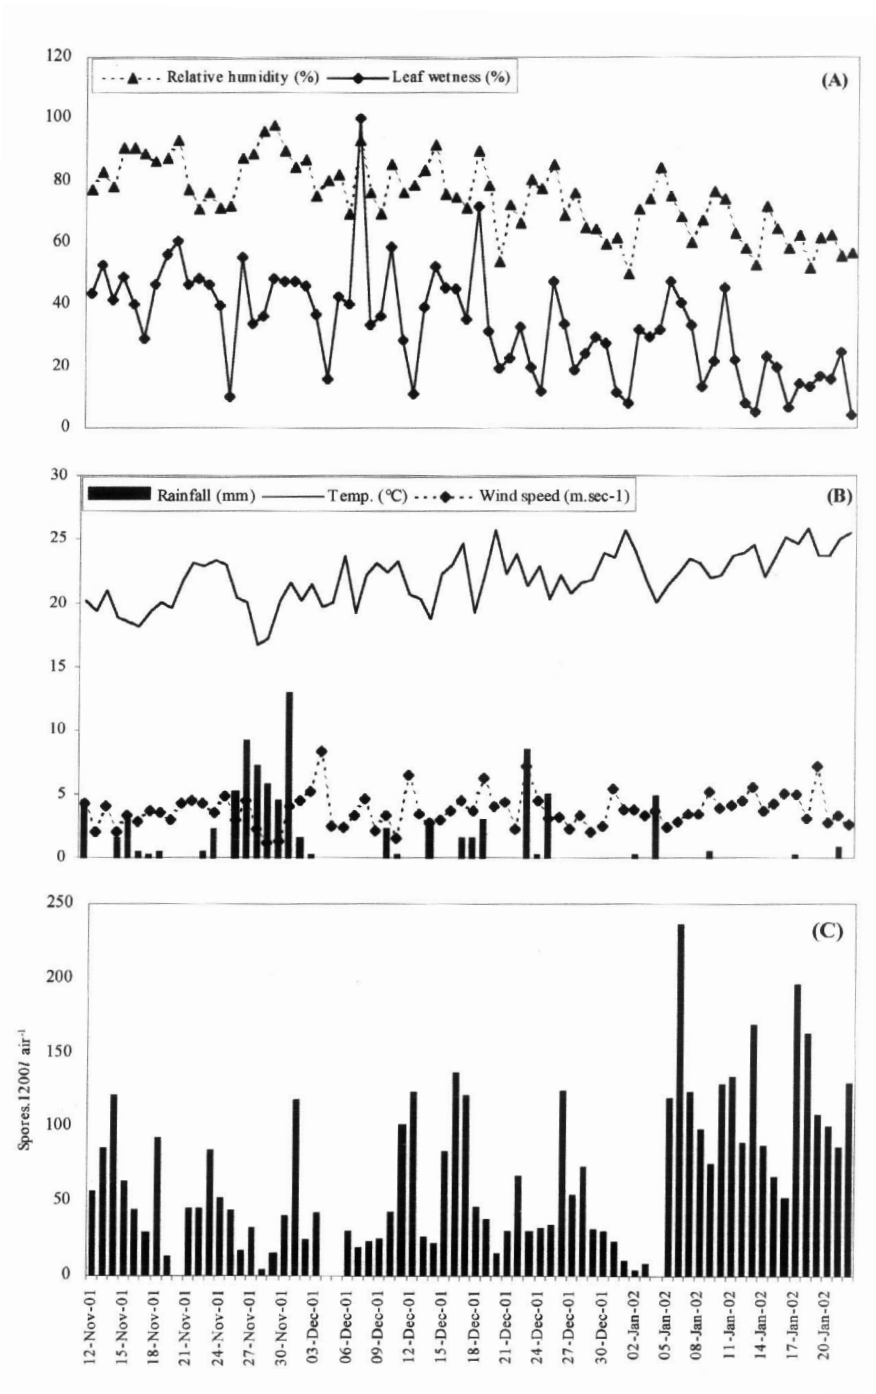 120
Relative humidity (%) Leaf wetness (%)
(A)
100
80
60
40
20
0
30
Rainfall (mm) Temp. (°C) Wind speed (m.sec-1)
(B)
25
20
15
10
5
0
250
(C)
200
150
100
50
0
Spores.1200l air-1
12-Nov-01
15-Nov-01
18-Nov-01
21-Nov-01
24-Nov-01
27-Nov-01
30-Nov-01
03-Dec-01
06-Dec-01
09-Dec-01
12-Dec-01
15-Dec-01
18-Dec-01
21-Dec-01
24-Dec-01
27-Dec-01
30-Dec-01
02-Jan-02
05-Jan-02
08-Jan-02
11-Jan-02
14-Jan-02
17-Jan-02
20-Jan-02